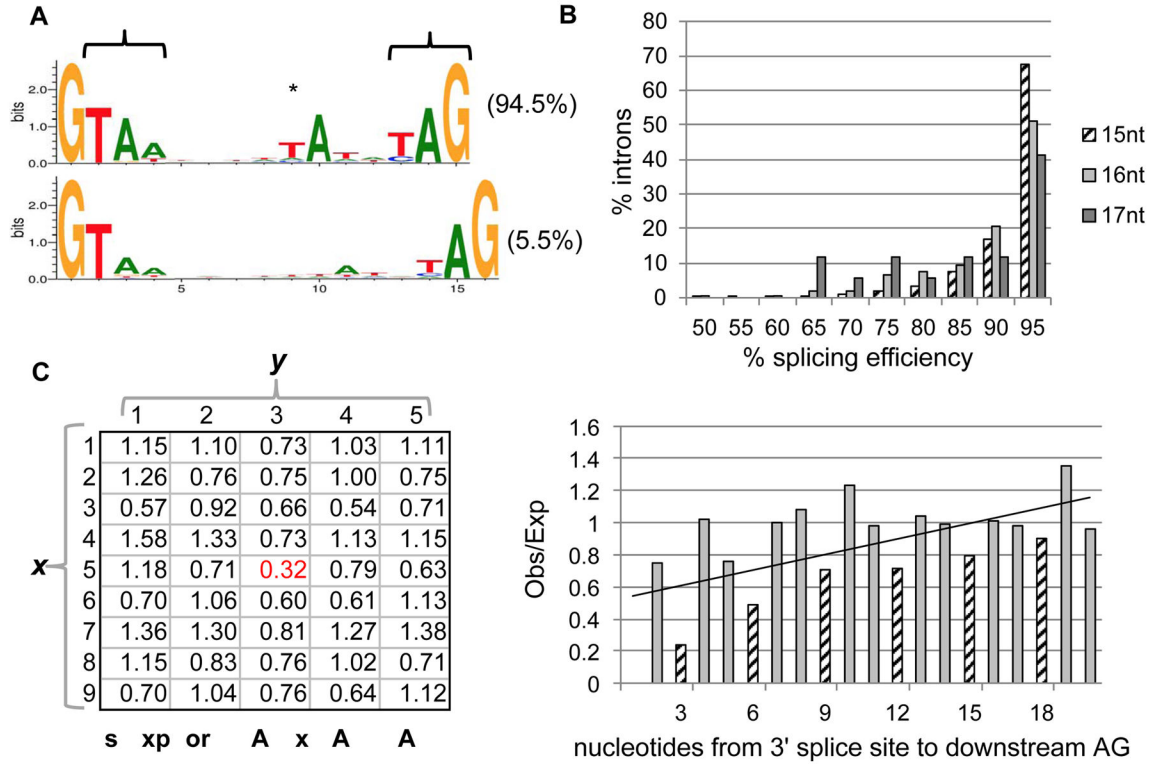 A
bits
2.0
1.0
0.0
GTAA
*
TA
TAG
(94.5%)
bits
2.0
1.0
0.0
GTAA
A
TAG
(5.5%)
5
10
15
B
% introns
80
70
60
50
40
30
20
10
0
50 55 60 65 70 75 80 85 90 95
% splicing efficiency
15nt
16nt
17nt
C
y
1 2 3 4 5
x
1 1.15 1.10 0.73 1.03 1.11
2 1.26 0.76 0.75 1.00 0.75
3 0.57 0.92 0.66 0.54 0.71
4 1.58 1.33 0.73 1.13 1.15
5 1.18 0.71 0.32 0.79 0.63
6 0.70 1.06 0.60 0.61 1.13
7 1.36 1.30 0.81 1.27 1.38
8 1.15 0.83 0.76 1.02 0.71
9 0.70 1.04 0.76 0.64 1.12
s xp or A x A A
Obs/Exp
1.6
1.4
1.2
1
0.8
0.6
0.4
0.2
0
3 6 9 12 15 18
nucleotides from 3' splice site to downstream AG